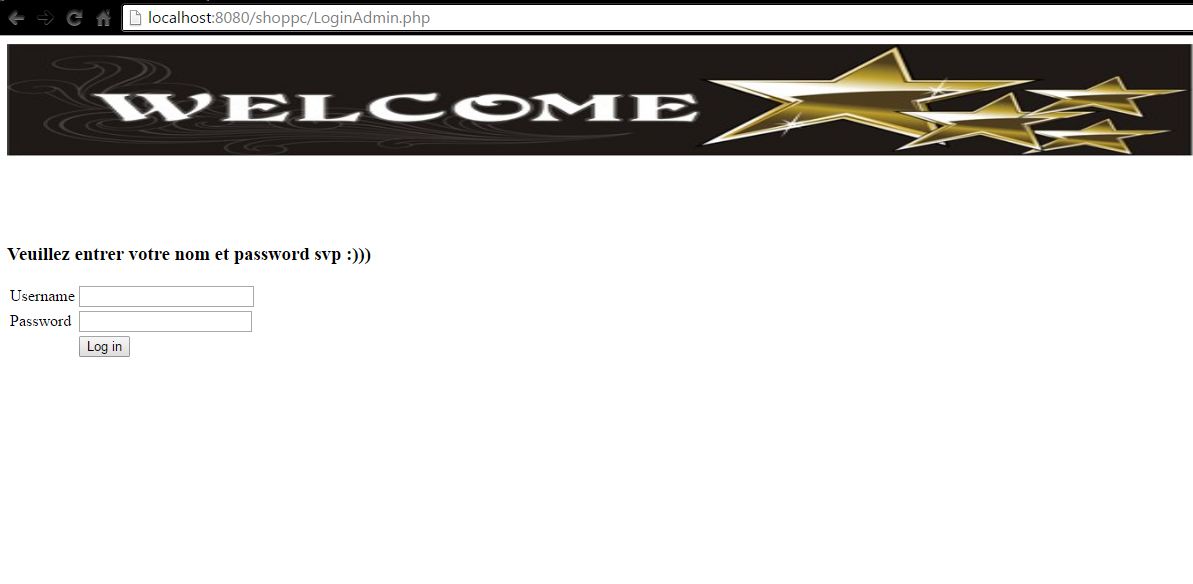 localhost:8080/shoppc/LoginAdmin.php
WELCOME
Veuillez entrer votre nom et password svp :)))
Username
Password
Log in